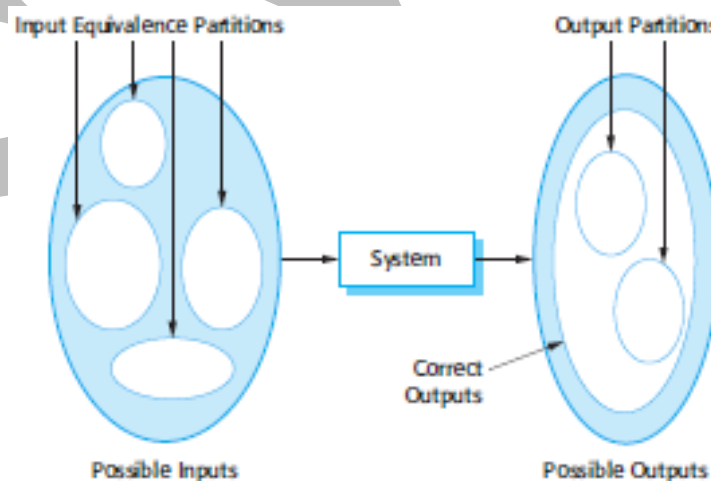 Input Equivalence Partitions
Output Partitions
System
Correct
Outputs
Possible Inputs
Possible Outputs